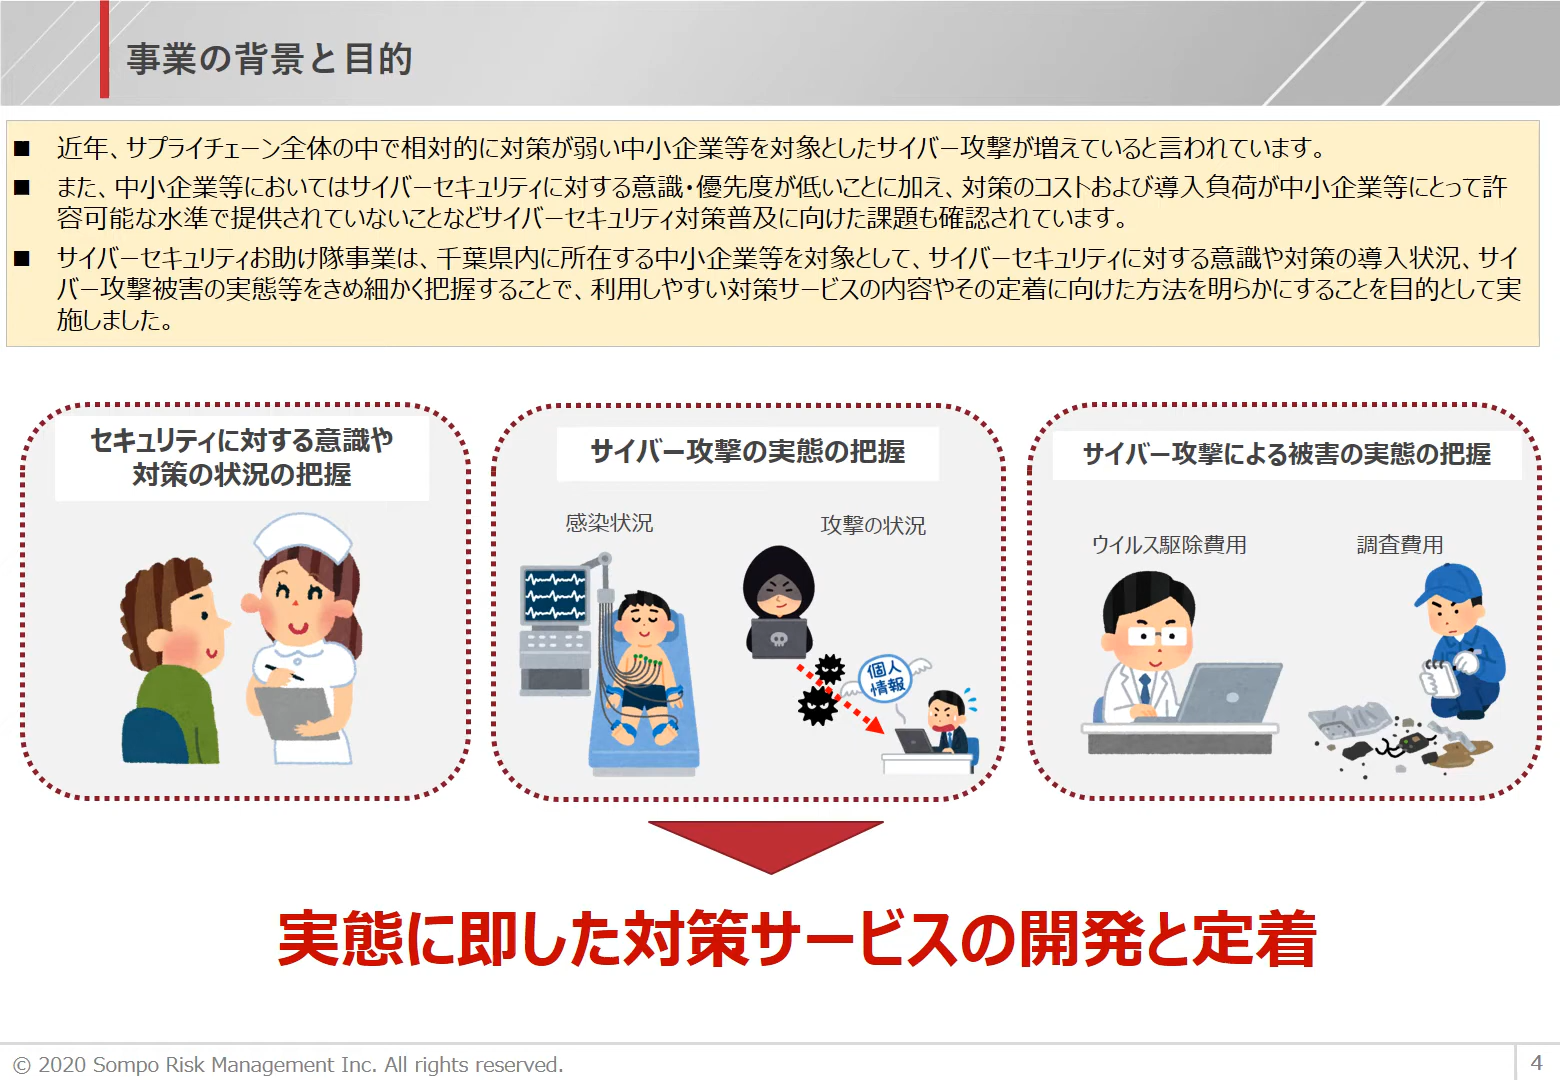 事業の背景と目的
■ 近年、サプライチェーン全体の中で相対的に対策が弱い中小企業等を対象としたサイバー攻撃が増えていると言われています。
■ また、中小企業等においてはサイバーセキュリティに対する意識・優先度が低いことに加え、対策のコストおよび導入負荷が中小企業等にとって許
容可能な水準で提供されていないことなどサイバーセキュリティ対策普及に向けた課題も確認されています。
■ サイバーセキュリティお助け隊事業は、千葉県内に所在する中小企業等を対象として、サイバーセキュリティに対する意識や対策の導入状況、サイ
バー攻撃被害の実態等をきめ細かく把握することで、利用しやすい対策サービスの内容やその定着に向けた方法を明らかにすることを目的として実
施しました。
セキュリティに対する意識や
対策の状況の把握
サイバー攻撃の実態の把握
感染状況
攻撃の状況
個人
情報
サイバー攻撃による被害の実態の把握
ウイルス駆除費用
調査費用
実態に即した対策サービスの開発と定着
© 2020 Sompo Risk Management Inc. All rights reserved.
4